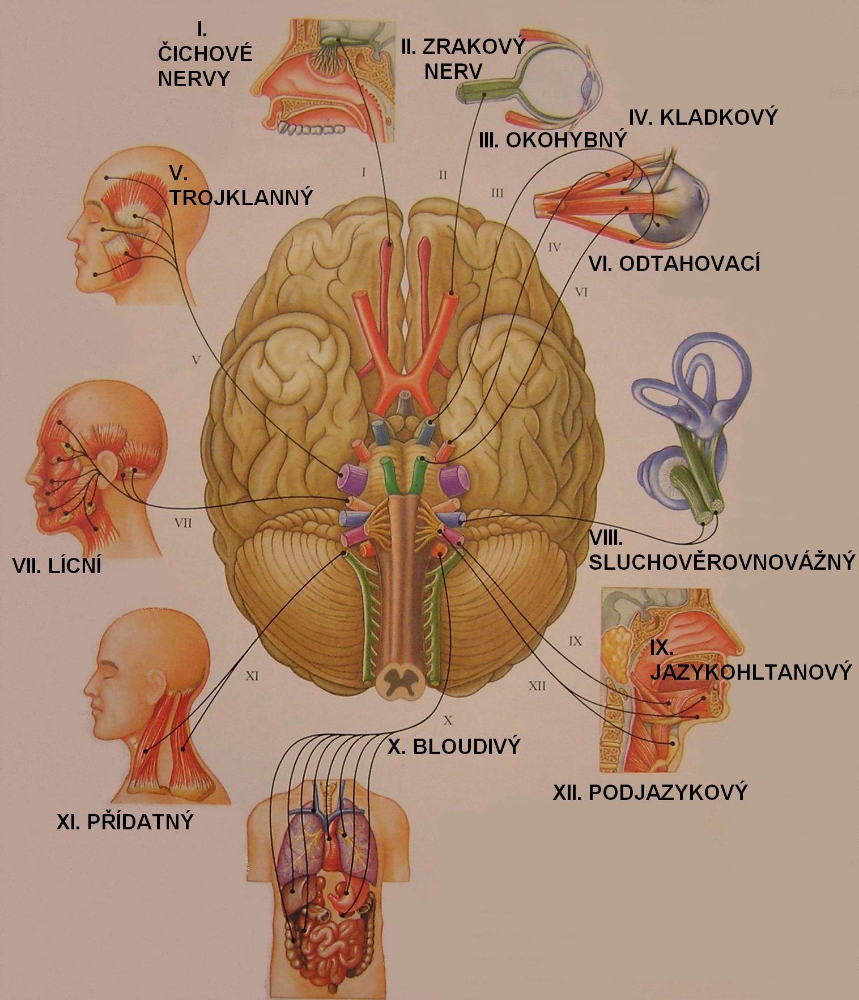 I.
ČICHOVÉ
NERVY
II. ZRAKOVÝ
NERV
IV. KLADKOVÝ
III. OKOHYBNÝ
V.
TROJKLANNÝ
I
II
III
IV
VI. ODTAHOVACÍ
VI
V
VII
VIII.
SLUCHOVĚROVNOVÁŽNÝ
VII. LÍCNÍ
IX
IX.
JAZYKOHLTANOVÝ
XI
XII
X
X. BLOUDIVÝ
XII. PODJAZYKOVÝ
XI. PŘÍDATNÝ